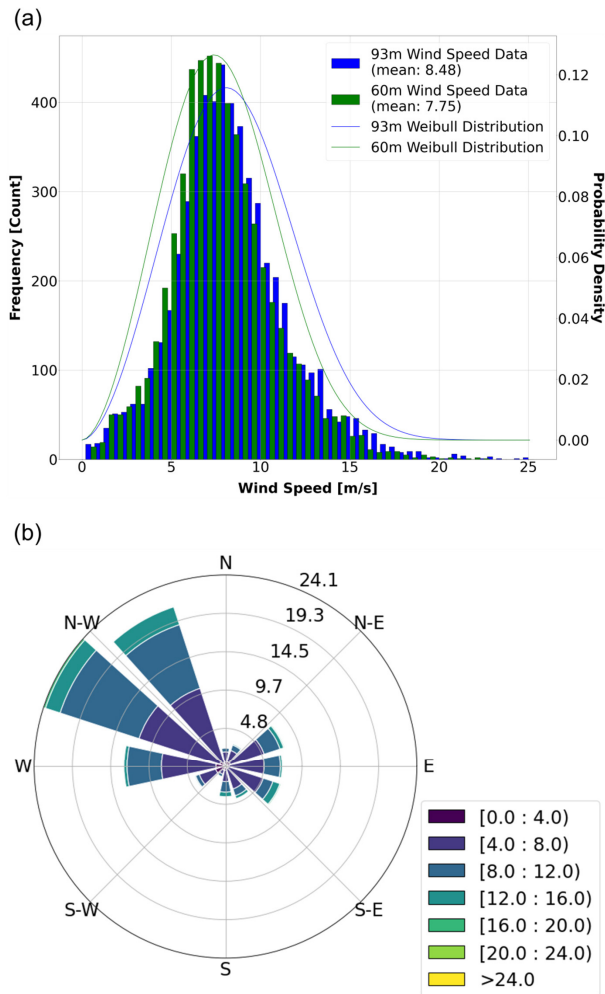 (a)
93m Wind Speed Data
(mean: 8.48)
60m Wind Speed Data
(mean: 7.75)
93m Weibull Distribution
60m Weibull Distribution
Frequency [Count]
400
300
200
100
0
Probability Density
0.12
0.10
0.08
0.06
0.04
0.02
0.00
0
5
10
15
20
25
Wind Speed [m/s]
(b)
N
24.1
N-W
19.3
N-E
14.5
9.7
4.8
W
E
S-W
S-E
S
[0.0 : 4.0)
[4.0 : 8.0)
[8.0 : 12.0)
[12.0 : 16.0)
[16.0 : 20.0)
[20.0 : 24.0)
>24.0